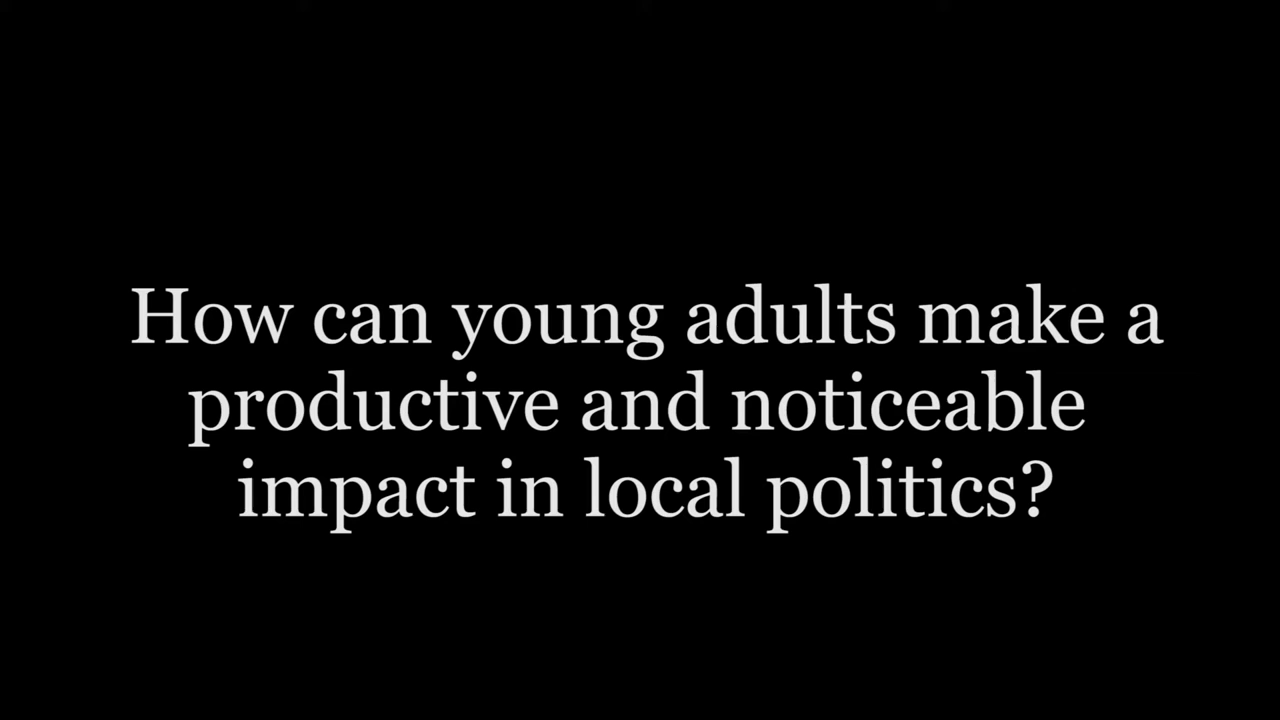 How can young adults make a
productive and noticeable
impact in local politics?